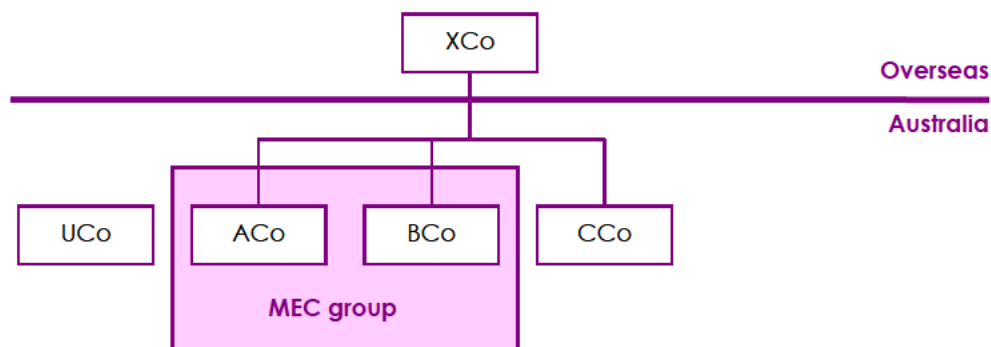 XCo
Overseas
Australia
UCo
ACo
BCo
CCo
MEC group